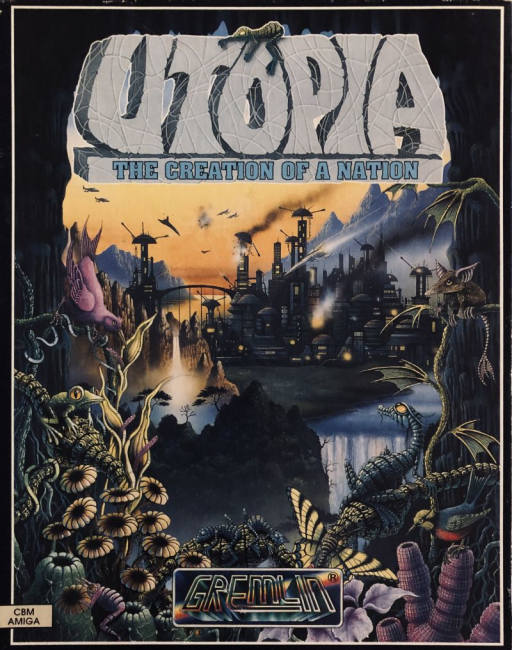 UTOPIA
THE CREATION OF A NATION
GREMLIN®
CBM
AMIGA